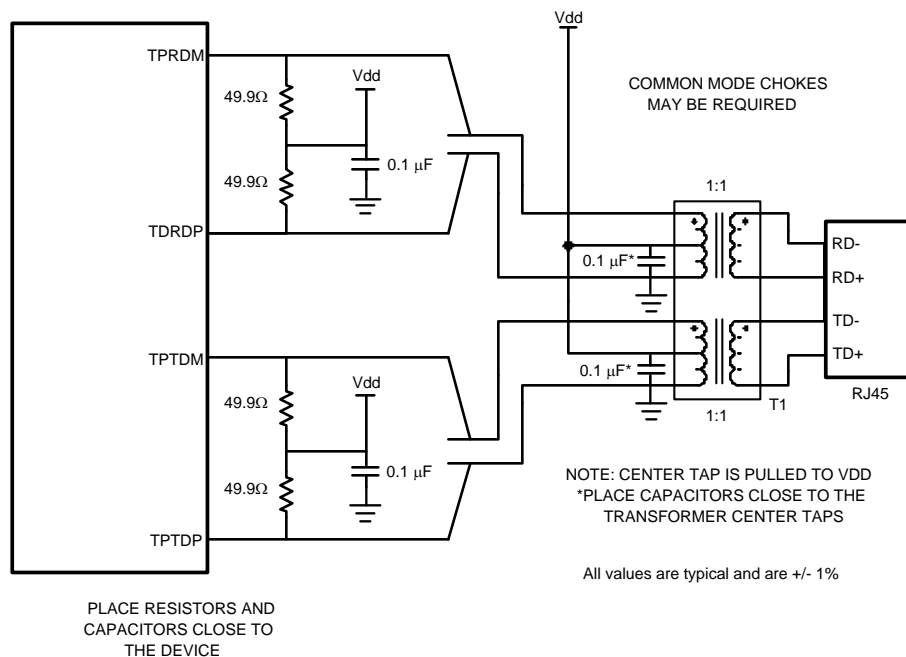 Vdd
TPRDM
Vdd
COMMON MODE CHOKES
MAY BE REQUIRED
49.9Ω
0.1 μF
49.9Ω
1:1
TDRDP
RD-
0.1 μF*
RD+
TD-
TPTDM
TD+
0.1 μF*
Vdd
RJ45
49.9Ω
T1
1:1
0.1 μF
49.9Ω
NOTE: CENTER TAP IS PULLED TO VDD
*PLACE CAPACITORS CLOSE TO THE
TRANSFORMER CENTER TAPS
TPTDP
All values are typical and are +/- 1%
PLACE RESISTORS AND
CAPACITORS CLOSE TO
THE DEVICE